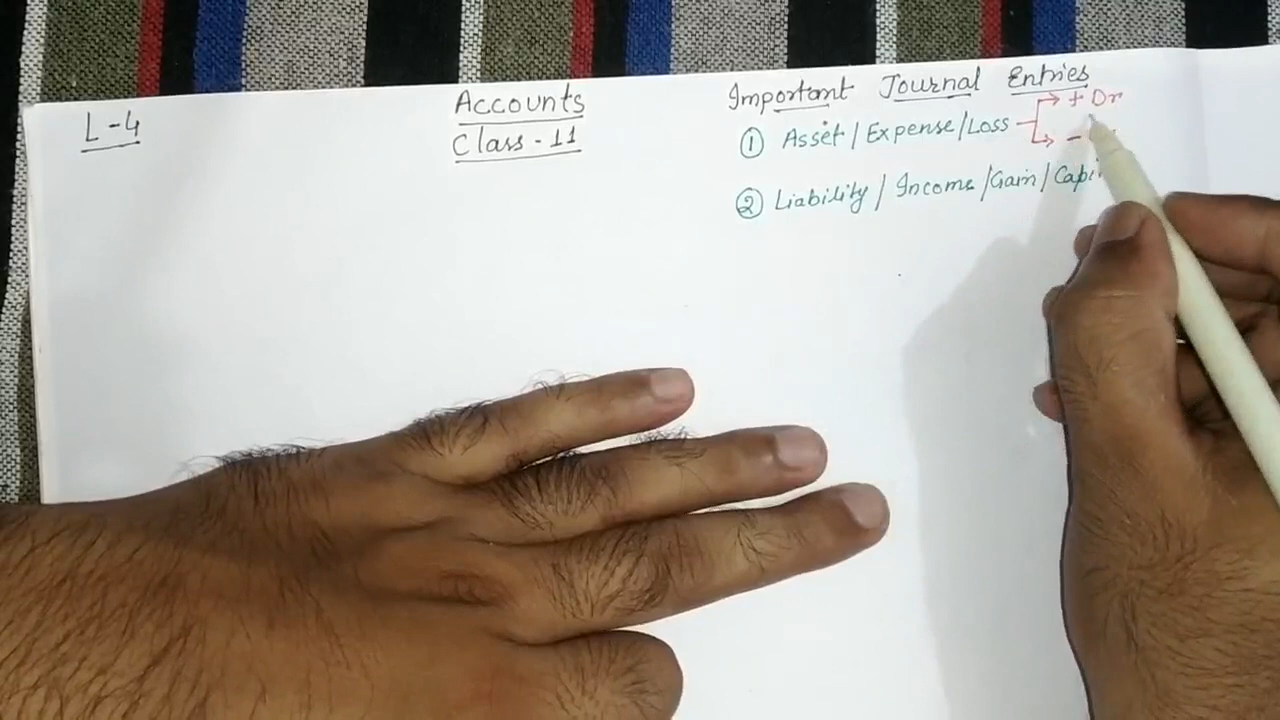 L-4
Accounts
Class-11
Important Journal Entries
① Asset/Expense/Loss → + Dr
→ -
② Liability/Income/Gain/